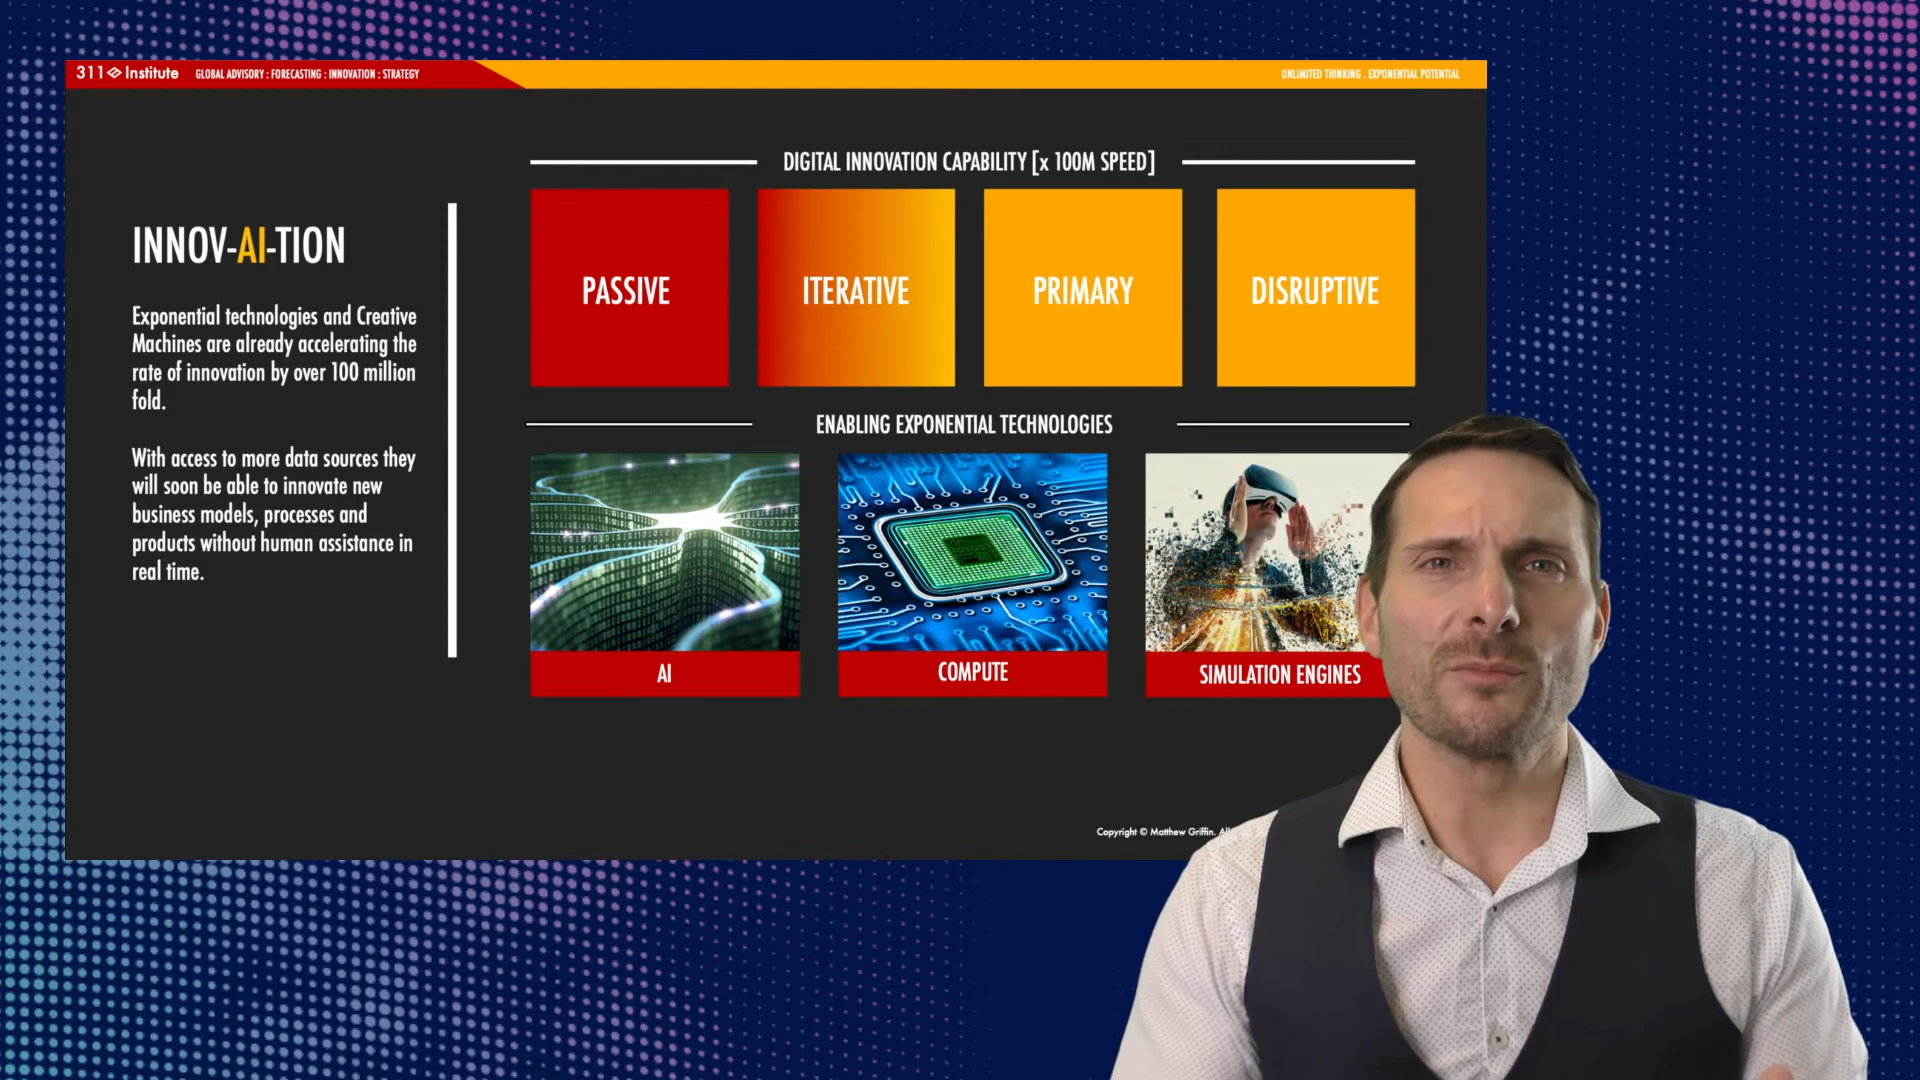 311 Institute GLOBAL ADVISORY : FORECASTING : INNOVATION : STRATEGY
UNLIMITED THINKING . EXPONENTIAL POTENTIAL
INNOV-AI-TION
Exponential technologies and Creative
Machines are already accelerating the
rate of innovation by over 100 million
fold.
With access to more data sources they
will soon be able to innovate new
business models, processes and
products without human assistance in
real time.
DIGITAL INNOVATION CAPABILITY [x 100M SPEED]
PASSIVE
ITERATIVE
PRIMARY
DISRUPTIVE
ENABLING EXPONENTIAL TECHNOLOGIES
AI
COMPUTE
SIMULATION ENGINES
Copyright © Matthew Griffin.